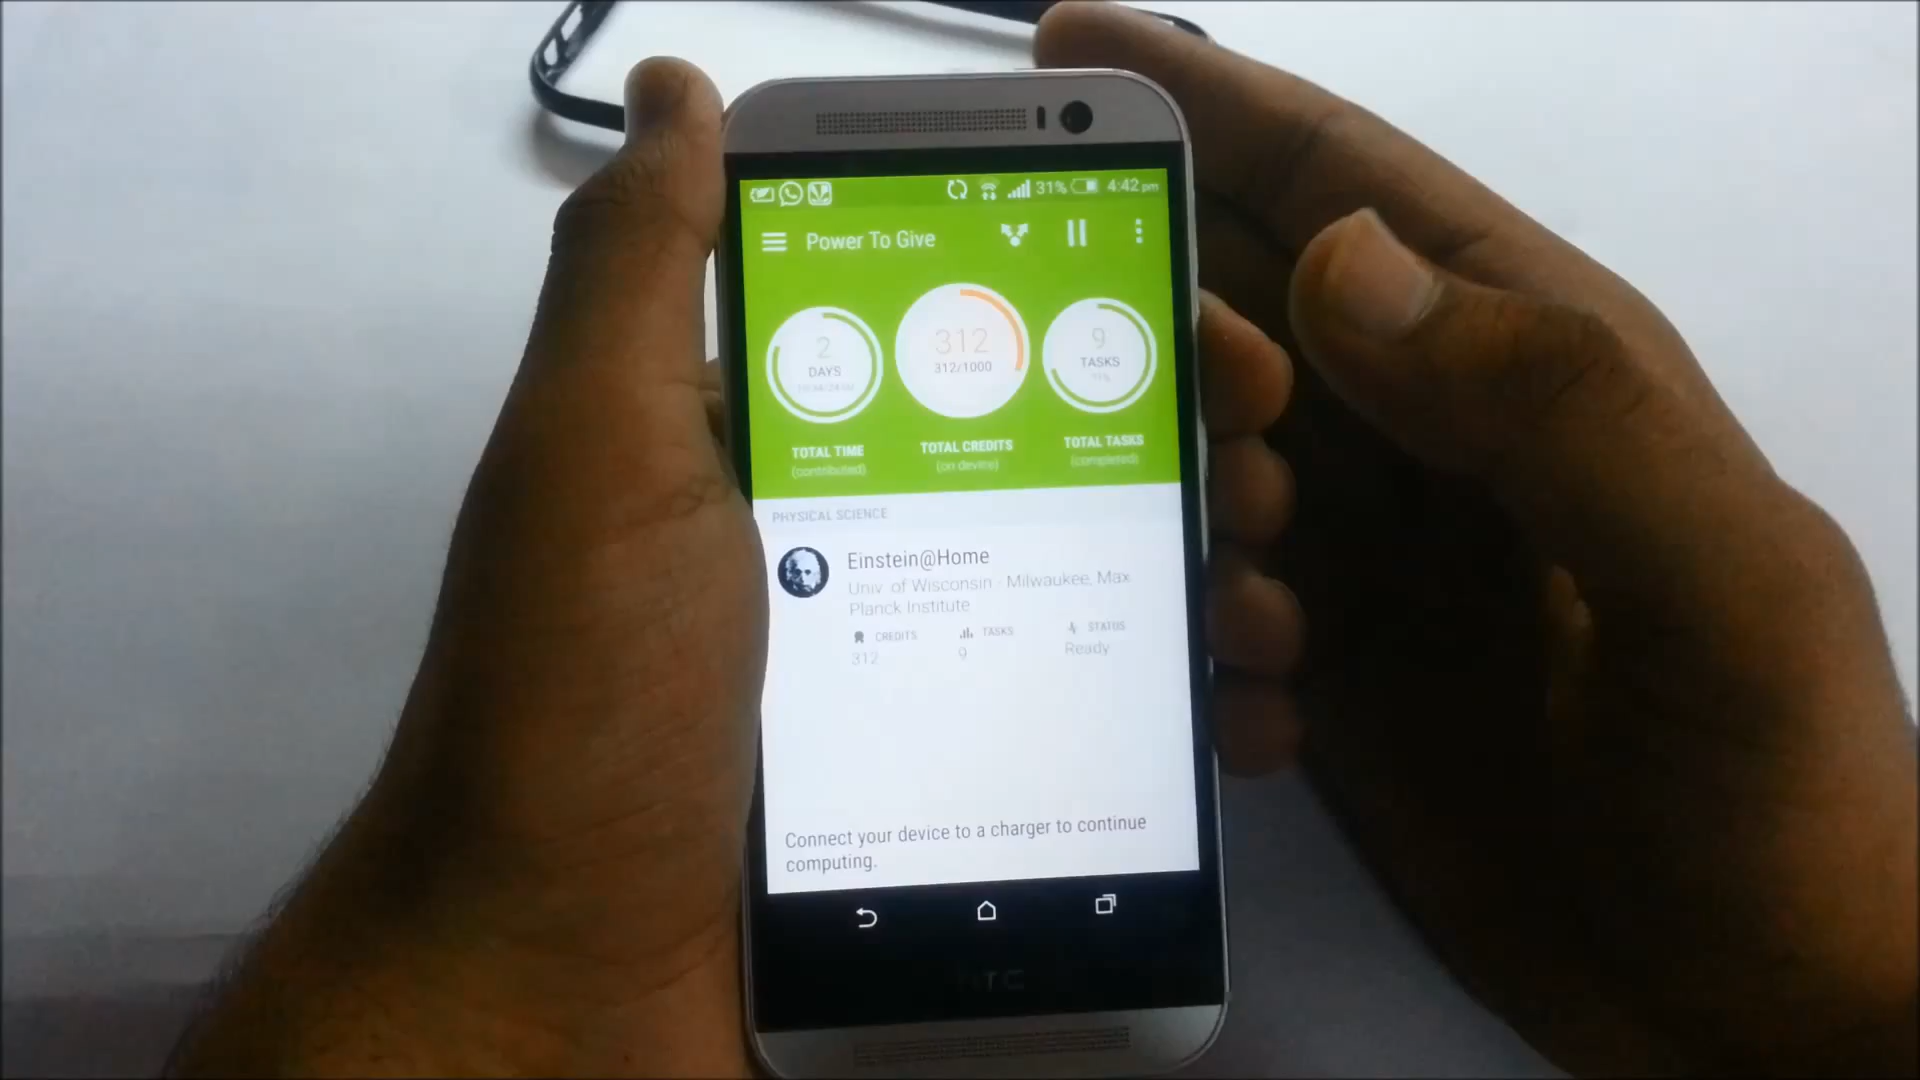 31% 4:42 pm
Power To Give
2
DAYS
312
312/1000
9
TASKS
TOTAL TIME
(contributed)
TOTAL CREDITS
(on device)
TOTAL TASKS
(completed)
PHYSICAL SCIENCE
Einstein@Home
Univ. of Wisconsin - Milwaukee, Max
Planck Institute
CREDITS
312
TASKS
9
STATUS
Ready
Connect your device to a charger to continue
computing.
HTC